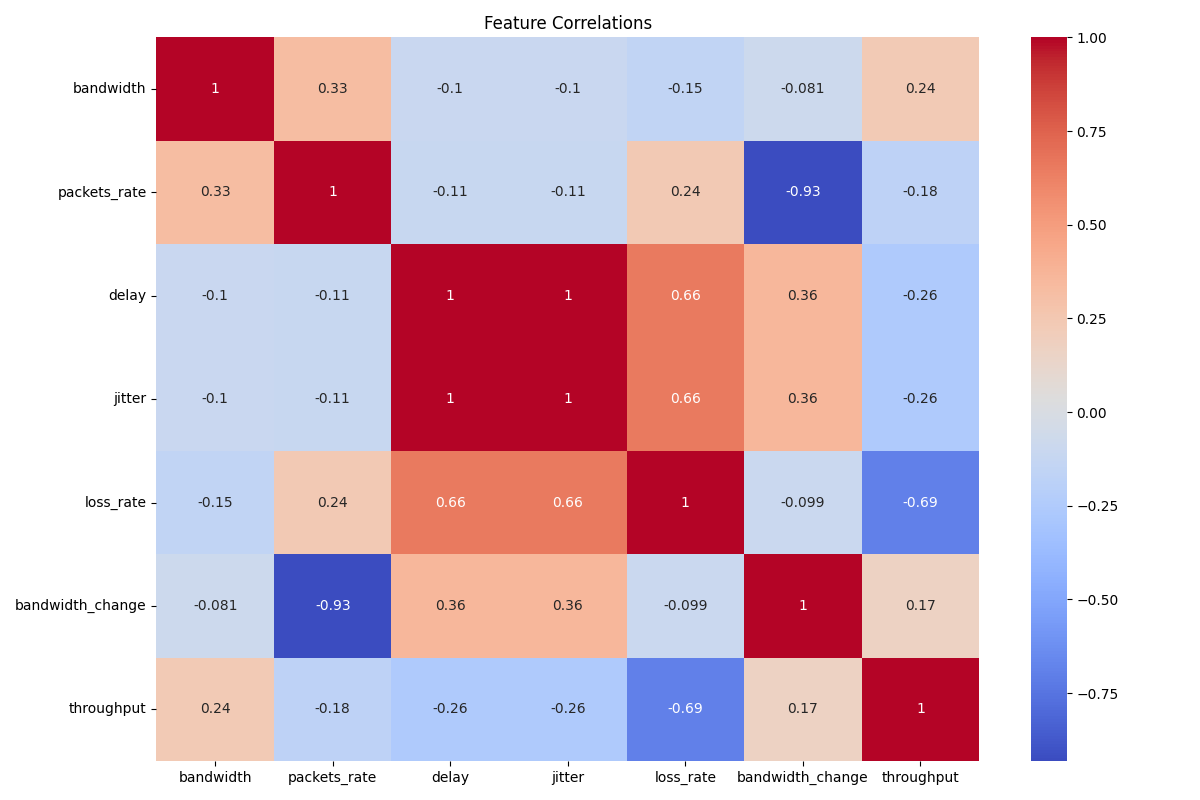 Feature Correlations
bandwidth 1 0.33 -0.1 -0.1 -0.15 -0.081 0.24
packets_rate 0.33 1 -0.11 -0.11 0.24 -0.93 -0.18
delay -0.1 -0.11 1 1 0.66 0.36 -0.26
jitter -0.1 -0.11 1 1 0.66 0.36 -0.26
loss_rate -0.15 0.24 0.66 0.66 1 -0.099 -0.69
bandwidth_change -0.081 -0.93 0.36 0.36 -0.099 1 0.17
throughput 0.24 -0.18 -0.26 -0.26 -0.69 0.17 1
bandwidth packets_rate delay jitter loss_rate bandwidth_change throughput
1.00
0.75
0.50
0.25
0.00
−0.25
−0.50
−0.75